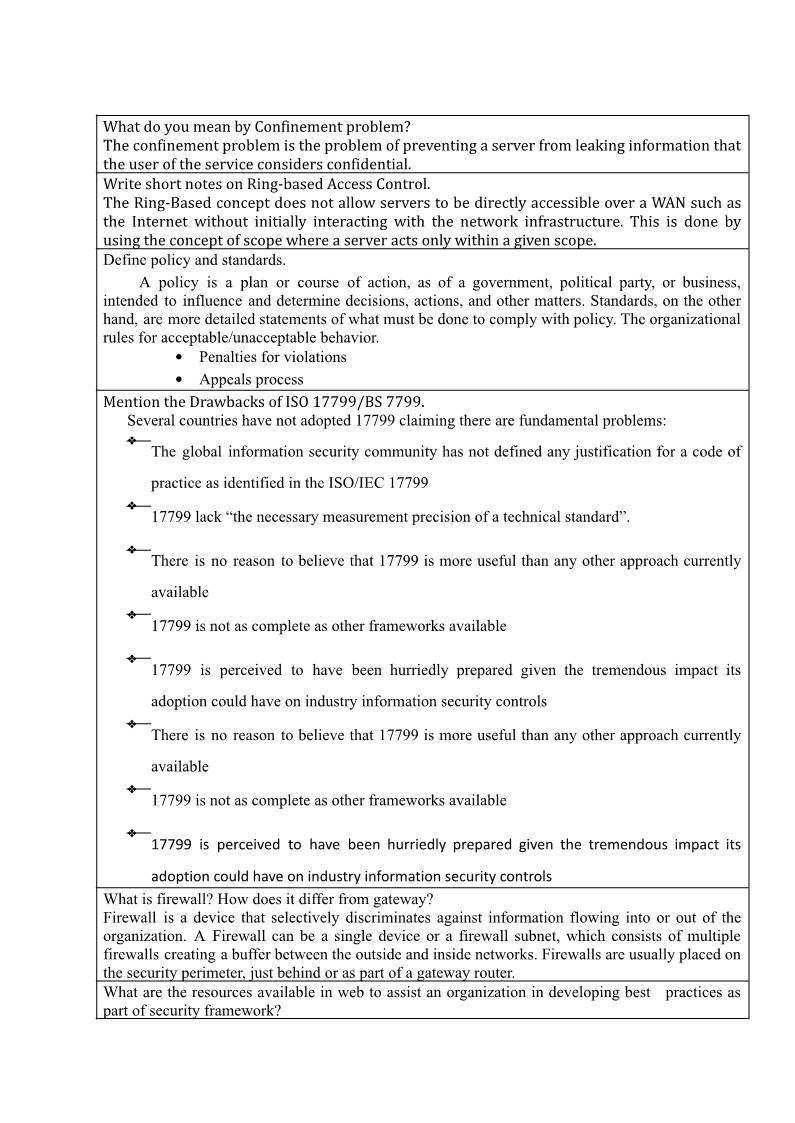 What do you mean by Confinement problem?
The confinement problem is the problem of preventing a server from leaking information that
the user of the service considers confidential.
Write short notes on Ring-based Access Control.
The Ring-Based concept does not allow servers to be directly accessible over a WAN such as
the Internet without initially interacting with the network infrastructure. This is done by
using the concept of scope where a server acts only within a given scope.
Define policy and standards.
A policy is a plan or course of action, as of a government, political party, or business,
intended to influence and determine decisions, actions, and other matters. Standards, on the other
hand, are more detailed statements of what must be done to comply with policy. The organizational
rules for acceptable/unacceptable behavior.
• Penalties for violations
• Appeals process
Mention the Drawbacks of ISO 17799/BS 7799.
Several countries have not adopted 17799 claiming there are fundamental problems:
❖ The global information security community has not defined any justification for a code of
practice as identified in the ISO/IEC 17799
❖ 17799 lack “the necessary measurement precision of a technical standard”.
❖ There is no reason to believe that 17799 is more useful than any other approach currently
available
❖ 17799 is not as complete as other frameworks available
❖ 17799 is perceived to have been hurriedly prepared given the tremendous impact its
adoption could have on industry information security controls
❖ There is no reason to believe that 17799 is more useful than any other approach currently
available
❖ 17799 is not as complete as other frameworks available
❖ 17799 is perceived to have been hurriedly prepared given the tremendous impact its
adoption could have on industry information security controls
What is firewall? How does it differ from gateway?
Firewall is a device that selectively discriminates against information flowing into or out of the
organization. A Firewall can be a single device or a firewall subnet, which consists of multiple
firewalls creating a buffer between the outside and inside networks. Firewalls are usually placed on
the security perimeter, just behind or as part of a gateway router.
What are the resources available in web to assist an organization in developing best practices as
part of security framework?